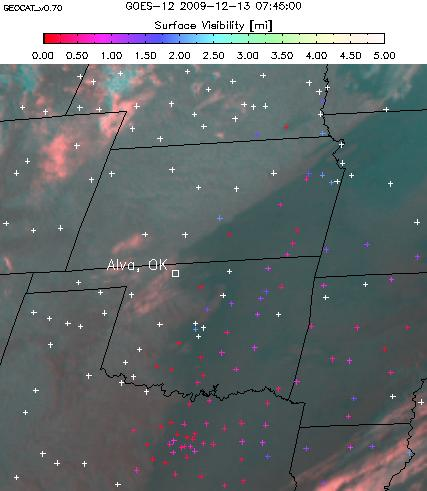 GEOCAT_v0.70
GOES-12 2009-12-13 07:45:00
Surface Visibility [mi]
0.00 0.50 1.00 1.50 2.00 2.50 3.00 3.50 4.00 4.50 5.00
Alva, OK